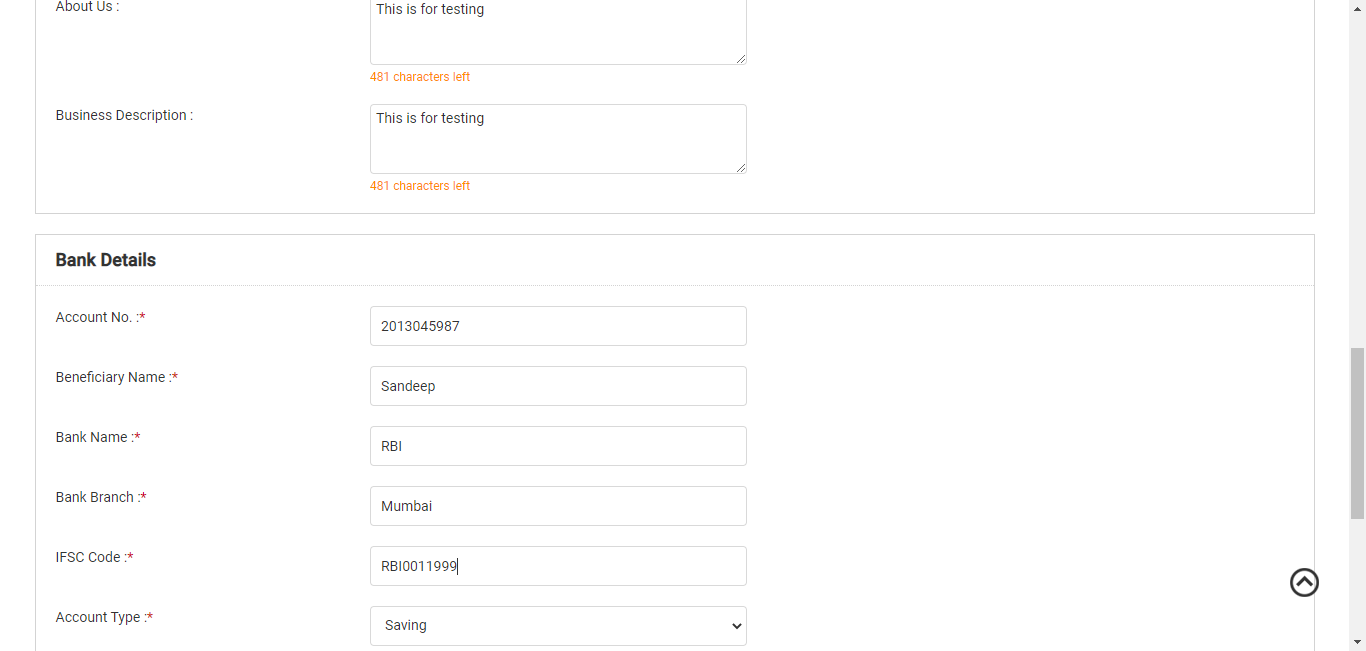 About Us :
This is for testing
481 characters left
Business Description :
This is for testing
481 characters left
Bank Details
Account No. :*
2013045987
Beneficiary Name :*
Sandeep
Bank Name :*
RBI
Bank Branch :*
Mumbai
IFSC Code :*
RBI0011999
Account Type :*
Saving